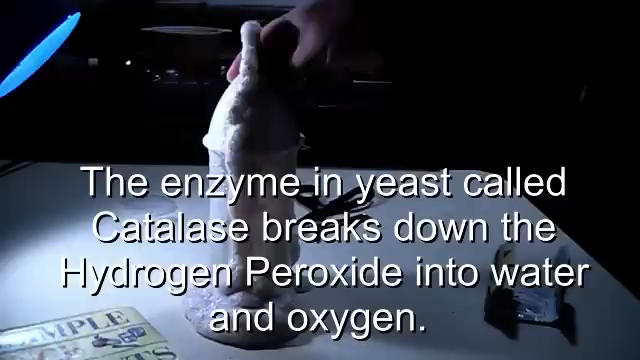 The enzyme in yeast called
Catalase breaks down the
Hydrogen Peroxide into water
and oxygen.